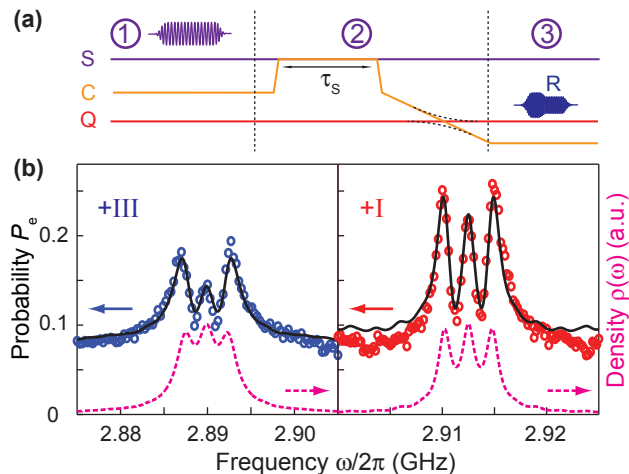 (a)
1 2 3
S
C
Q
τS
R
(b)
+III
+I
Probability Pe
0.2
0.1
0
Density ρ(ω) (a.u.)
2.88 2.89 2.90 2.91 2.92
Frequency ω/2π (GHz)